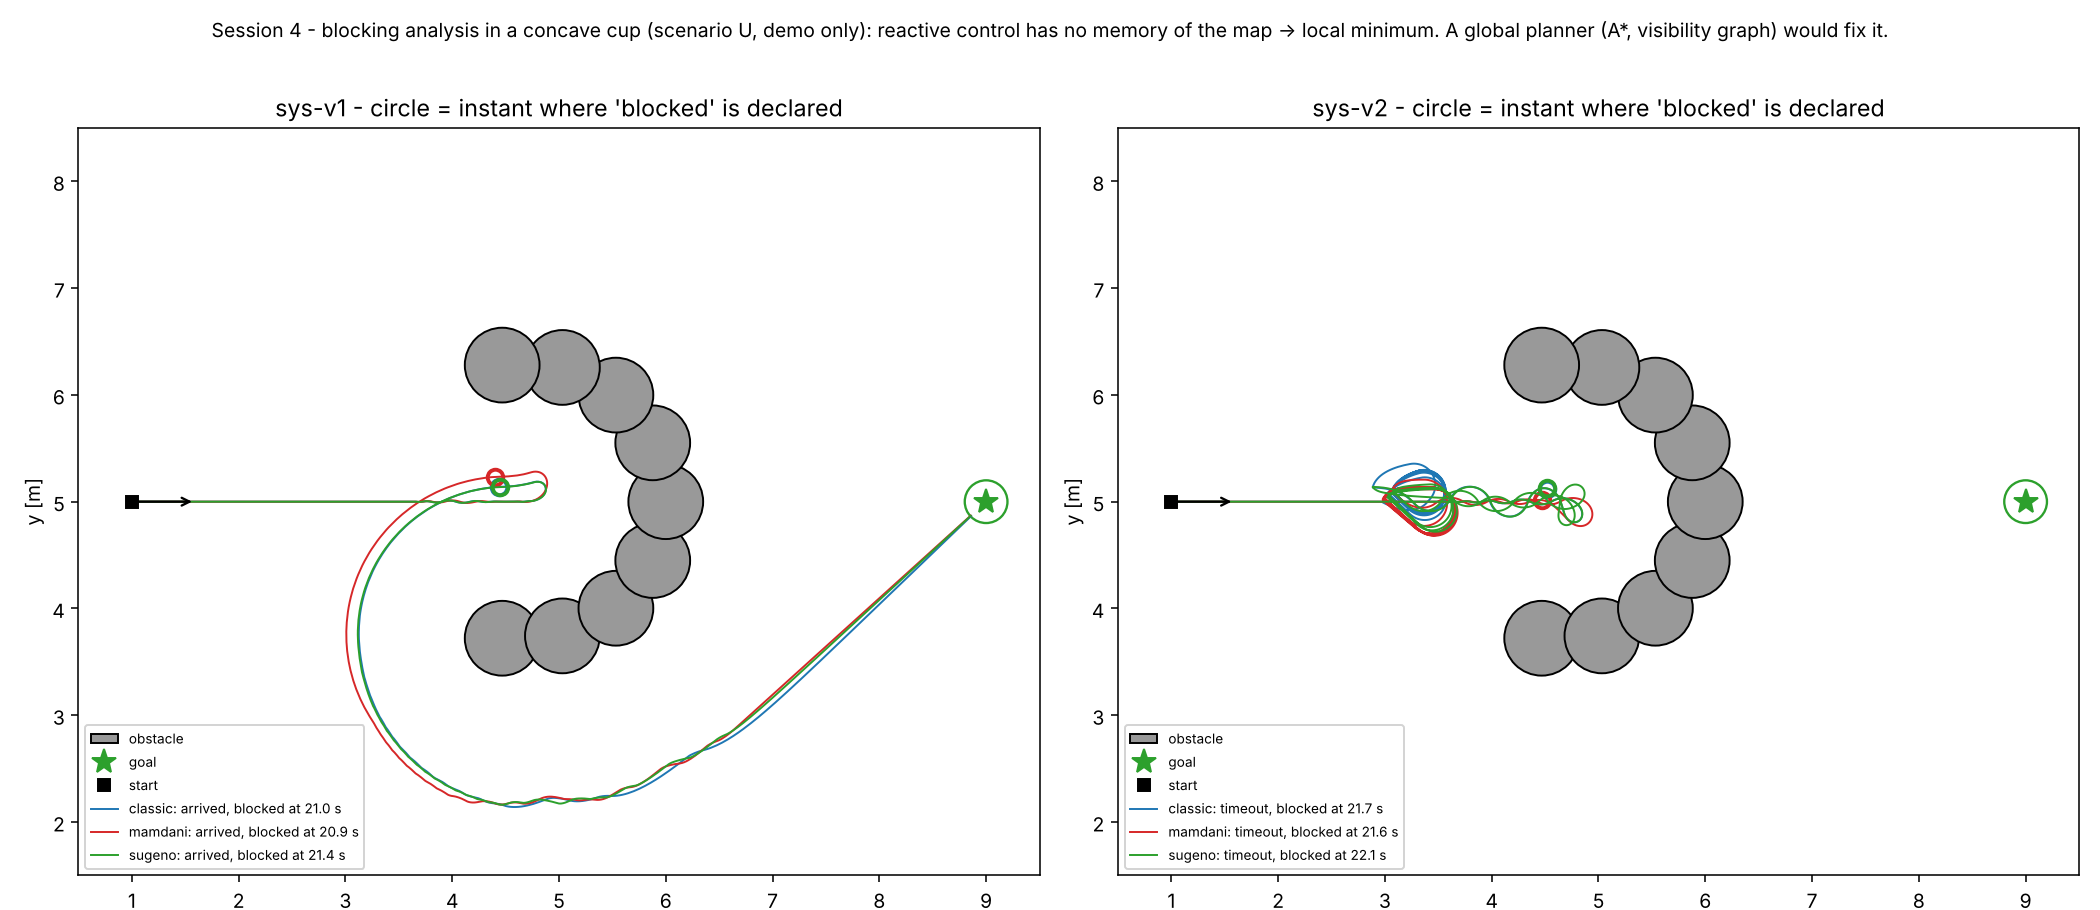 Session 4 - blocking analysis in a concave cup (scenario U, demo only): reactive control has no memory of the map → local minimum. A global planner (A*, visibility graph) would fix it.
sys-v1 - circle = instant where 'blocked' is declared
y [m]
8
7
6
5
4
3
2
obstacle
goal
start
classic: arrived, blocked at 21.0 s
mamdani: arrived, blocked at 20.9 s
sugeno: arrived, blocked at 21.4 s
1 2 3 4 5 6 7 8 9
sys-v2 - circle = instant where 'blocked' is declared
y [m]
8
7
6
5
4
3
2
obstacle
goal
start
classic: timeout, blocked at 21.7 s
mamdani: timeout, blocked at 21.6 s
sugeno: timeout, blocked at 22.1 s
1 2 3 4 5 6 7 8 9